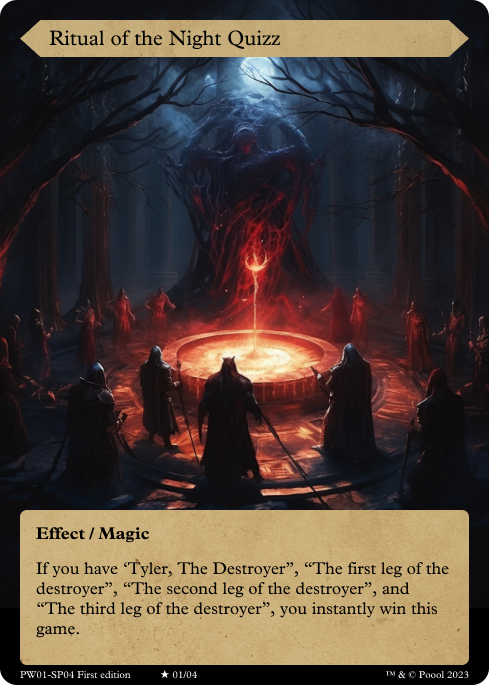 Ritual of the Night Quizz
Effect / Magic
If you have ‘Tyler, The Destroyer”, “The first leg of the
destroyer”, “The second leg of the destroyer”, and
“The third leg of the destroyer”, you instantly win this
game.
PW01-SP04 First edition ★ 01/04 ™ & © Poool 2023